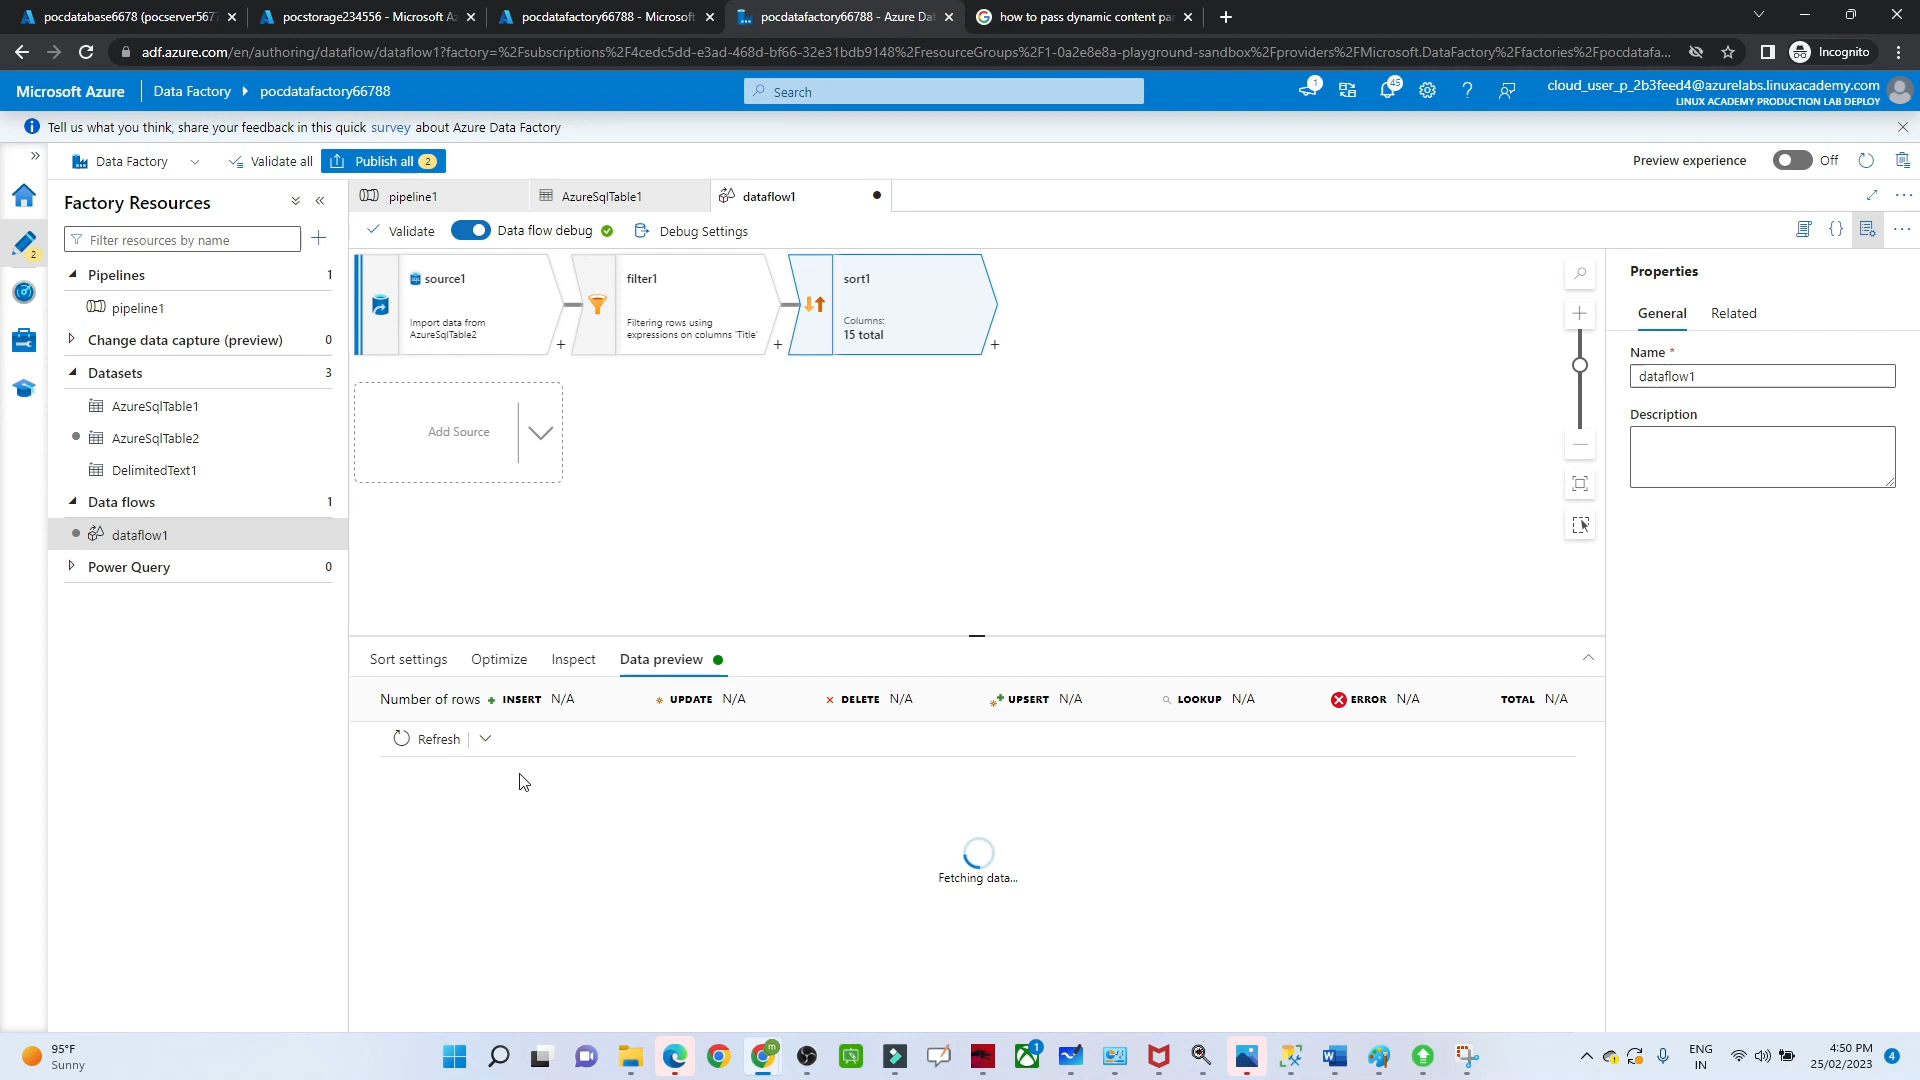 pocdatabase6678 (pocserver567
pocstorage234556 - Microsoft Az
pocdatafactory66788 - Microsoft
pocdatafactory66788 - Azure Dat
how to pass dynamic content pa
adf.azure.com/en/authoring/dataflow/dataflow1?factory=%2Fsubscriptions%2F4cedc5dd-e3ad-468d-bf66-32e31bdb9148%2FresourceGroups%2F1-0a2e8e8a-playground-sandbox%2Fproviders%2FMicrosoft.DataFactory%2Ffactories%2Fpocdatafa...
Incognito
Microsoft Azure
Data Factory
pocdatafactory66788
Search
1
45
cloud_user_p_2b3feed4@azurelabs.linuxacademy.com
LINUX ACADEMY PRODUCTION LAB DEPLOY
Tell us what you think, share your feedback in this quick survey about Azure Data Factory
Data Factory
Validate all
Publish all 2
Preview experience
Off
Factory Resources
pipeline1
AzureSqlTable1
dataflow1
Filter resources by name
2
Validate
Data flow debug
Debug Settings
Pipelines 1
pipeline1
Change data capture (preview) 0
Datasets 3
AzureSqlTable1
AzureSqlTable2
DelimitedText1
Data flows 1
dataflow1
Power Query 0
source1
Import data from
AzureSqlTable2
filter1
Filtering rows using
expressions on columns 'Title'
sort1
Columns:
15 total
Add Source
Properties
General
Related
Name *
dataflow1
Description
Sort settings
Optimize
Inspect
Data preview
Number of rows
INSERT N/A
UPDATE N/A
DELETE N/A
UPSERT N/A
LOOKUP N/A
ERROR N/A
TOTAL N/A
Refresh
Fetching data...
95°F
Sunny
m
1
ENG
IN
4:50 PM
25/02/2023
4